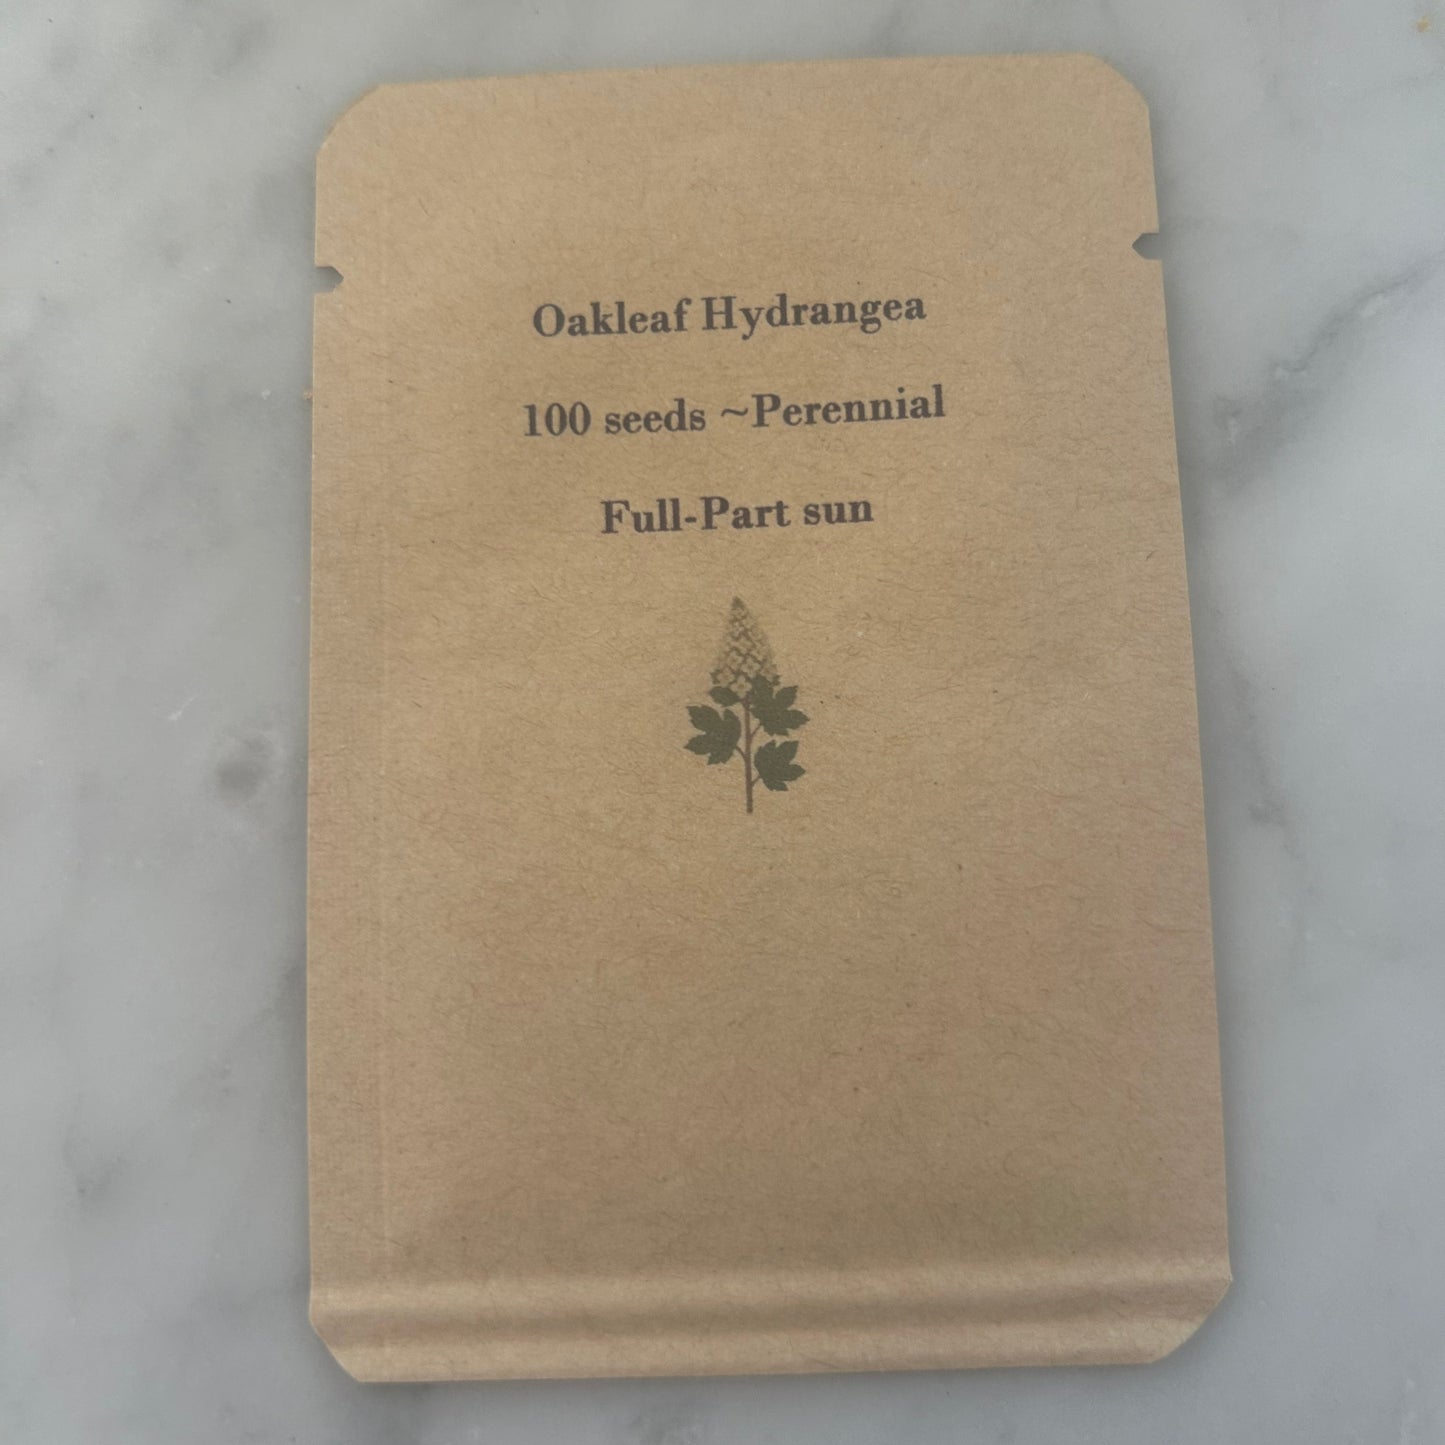 Oakleaf Hydrangea
100 seeds ~Perennial
Full-Part sun